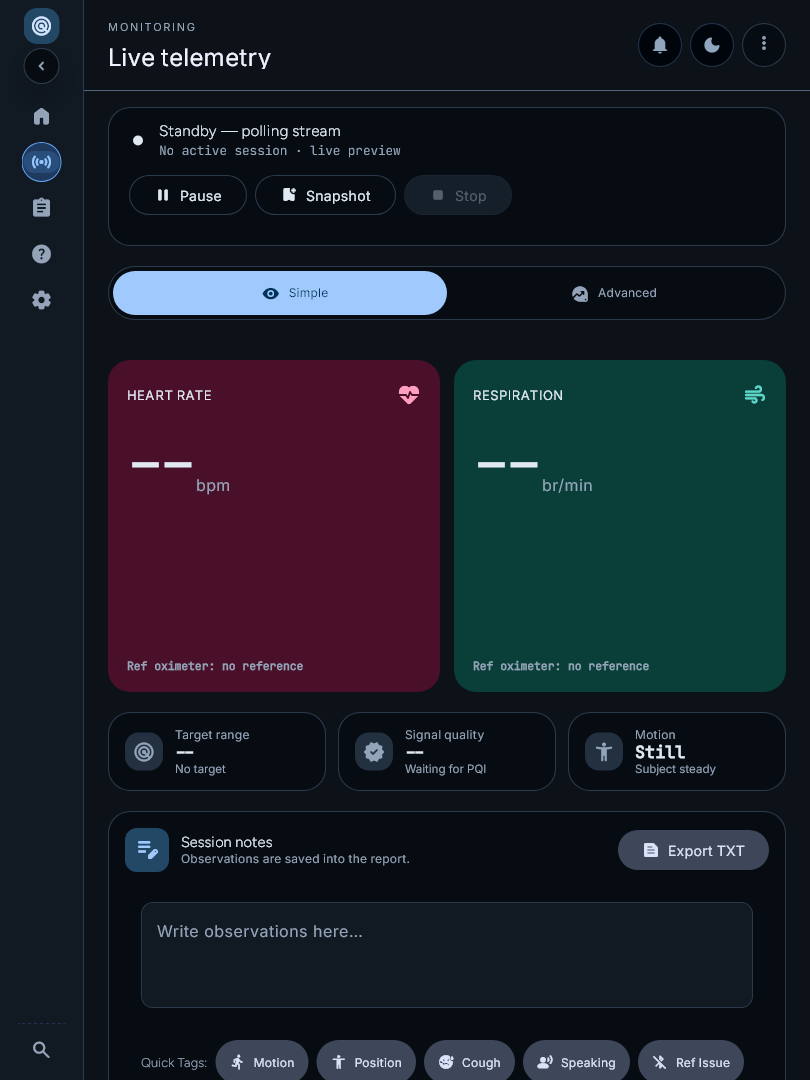 MONITORING
Live telemetry
Standby — polling stream
No active session · live preview
Pause
Snapshot
Stop
Simple
Advanced
HEART RATE
-- bpm
Ref oximeter: no reference
RESPIRATION
-- br/min
Ref oximeter: no reference
Target range
--
No target
Signal quality
--
Waiting for PQI
Motion
Still
Subject steady
Session notes
Observations are saved into the report.
Export TXT
Write observations here...
Quick Tags:
Motion
Position
Cough
Speaking
Ref Issue